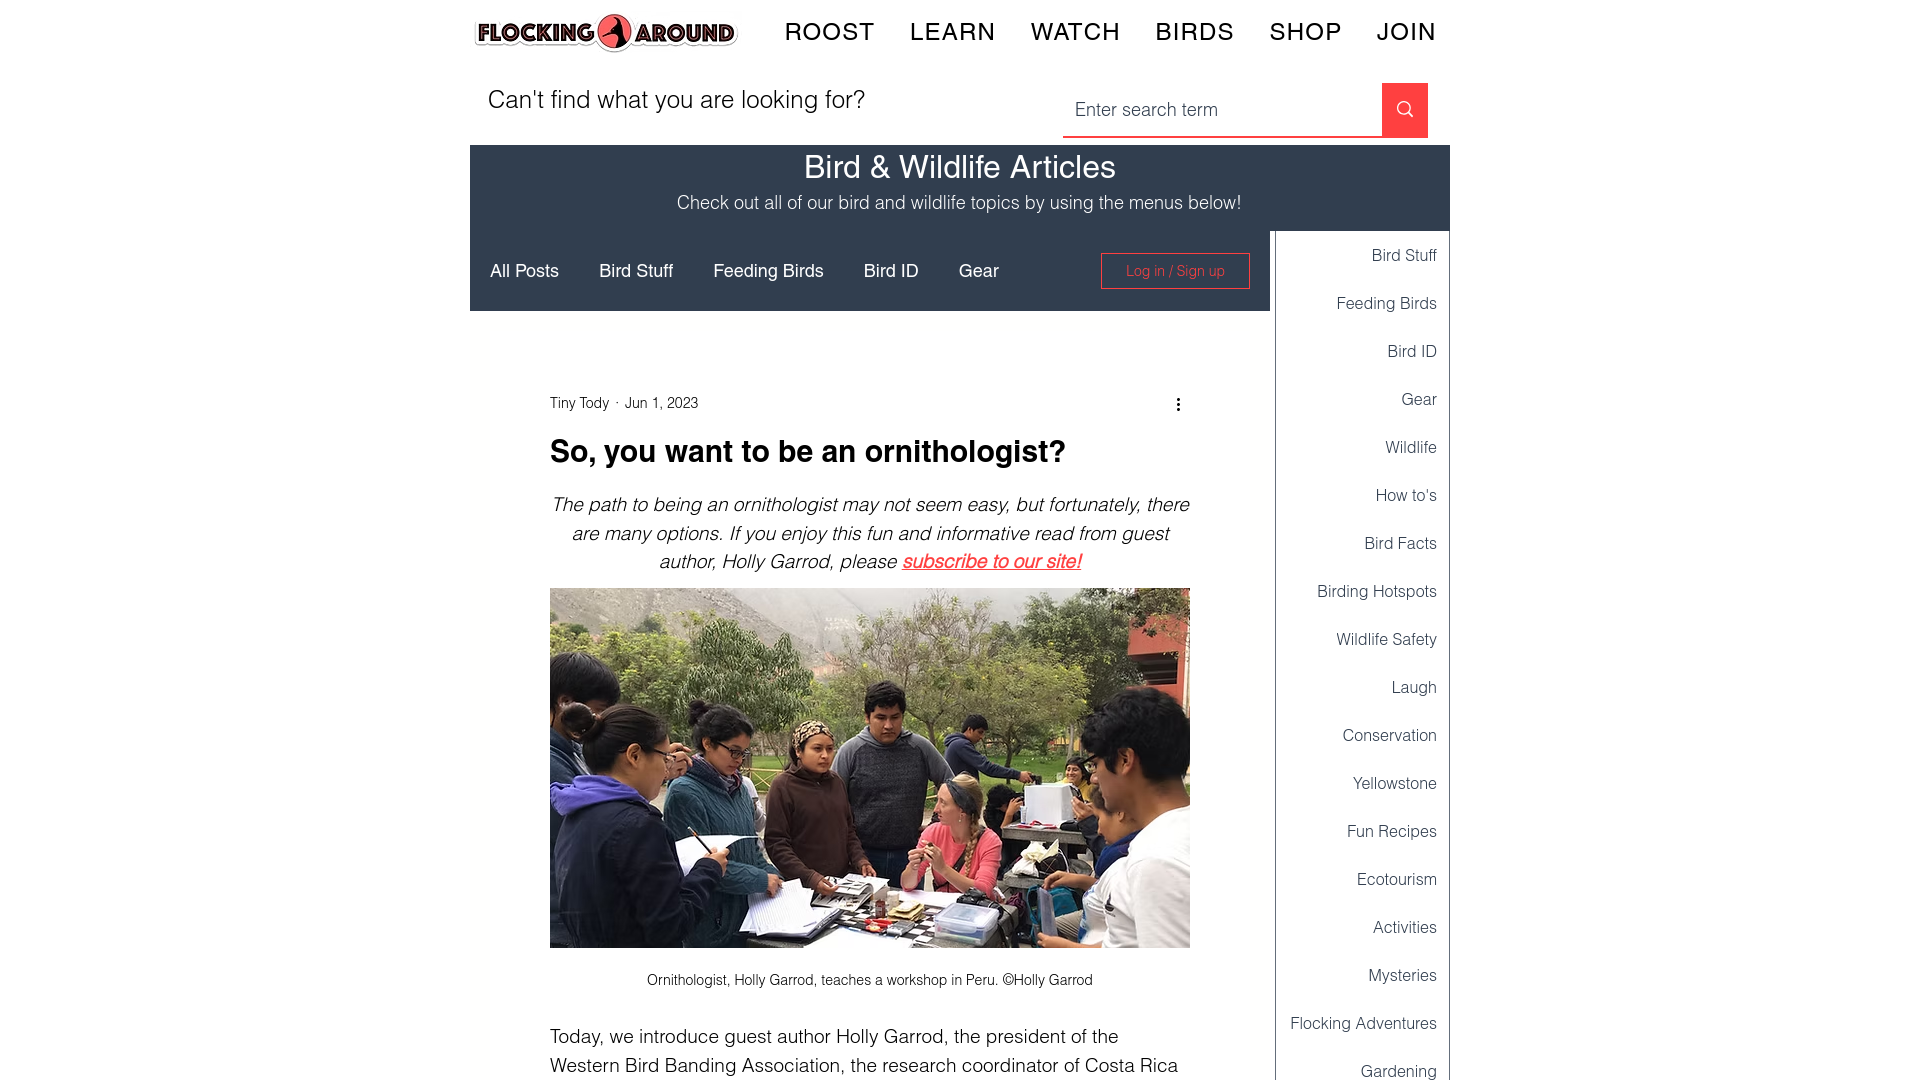 FLOCKING AROUND
ROOST LEARN WATCH BIRDS SHOP JOIN
Can't find what you are looking for?
Enter search term
Bird & Wildlife Articles
Check out all of our bird and wildlife topics by using the menus below!
All Posts Bird Stuff Feeding Birds Bird ID Gear
Log in / Sign up
Tiny Tody · Jun 1, 2023
So, you want to be an ornithologist?
The path to being an ornithologist may not seem easy, but fortunately, there
are many options. If you enjoy this fun and informative read from guest
author, Holly Garrod, please subscribe to our site!
Ornithologist, Holly Garrod, teaches a workshop in Peru. ©Holly Garrod
Today, we introduce guest author Holly Garrod, the president of the
Western Bird Banding Association, the research coordinator of Costa Rica
Bird Stuff
Feeding Birds
Bird ID
Gear
Wildlife
How to's
Bird Facts
Birding Hotspots
Wildlife Safety
Laugh
Conservation
Yellowstone
Fun Recipes
Ecotourism
Activities
Mysteries
Flocking Adventures
Gardening